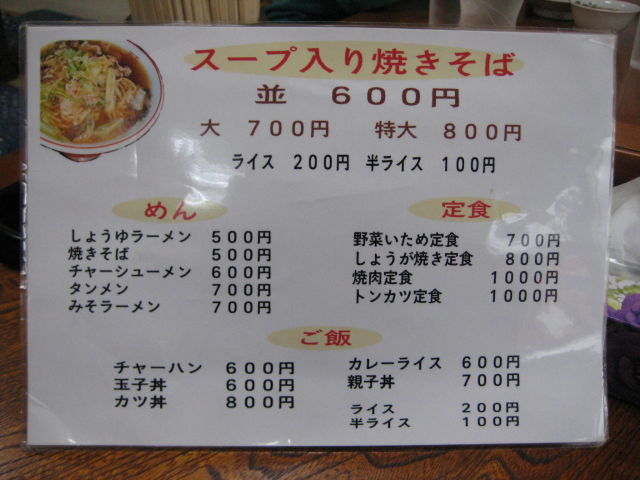 スープ入り焼きそば
並 600円
大 700円 特大 800円
ライス 200円 半ライス 100円
めん
しょうゆラーメン 500円
焼きそば 500円
チャーシューメン 600円
タンメン 700円
みそラーメン 700円
定食
野菜いため定食 700円
しょうが焼き定食 800円
焼肉定食 1000円
トンカツ定食 1000円
ご飯
チャーハン 600円
玉子丼 600円
カツ丼 800円
カレーライス 600円
親子丼 700円
ライス 200円
半ライス 100円